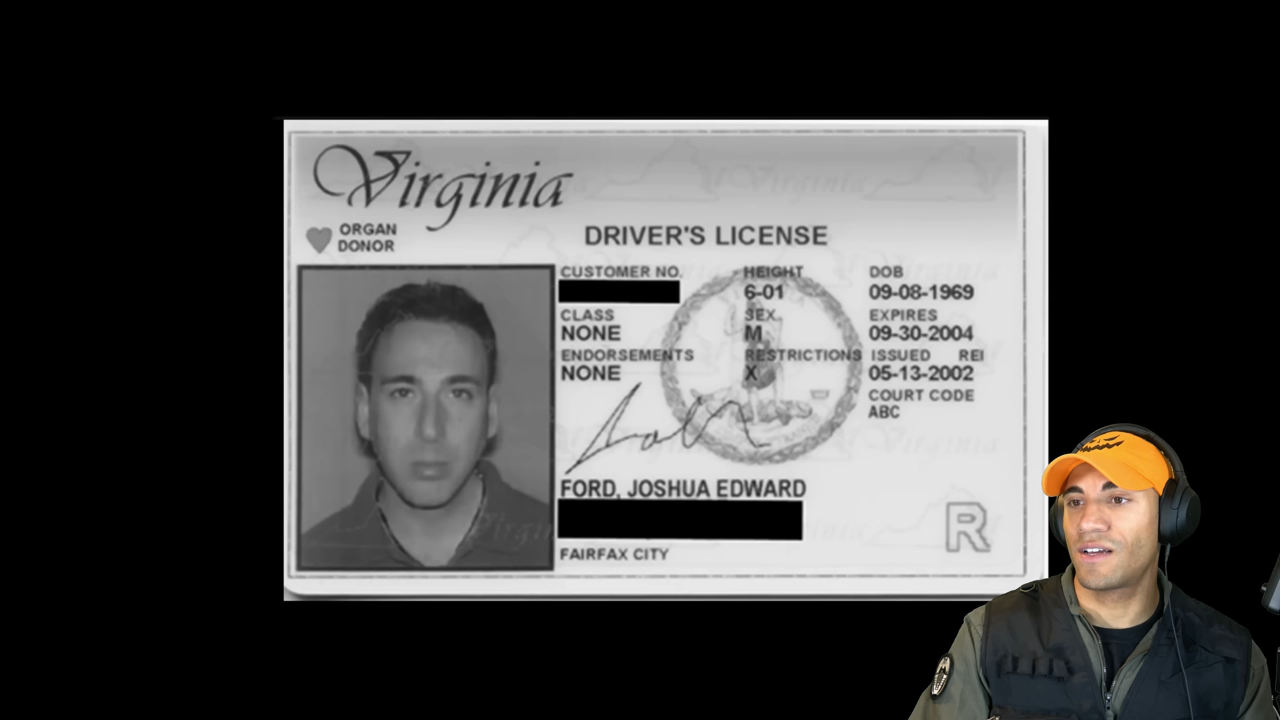 Virginia
ORGAN
DONOR
DRIVER'S LICENSE
CUSTOMER NO. HEIGHT DOB
6-01 09-08-1969
CLASS SEX EXPIRES
NONE M 09-30-2004
ENDORSEMENTS RESTRICTIONS ISSUED REI
NONE X 05-13-2002
COURT CODE
ABC
FORD, JOSHUA EDWARD
R
FAIRFAX CITY